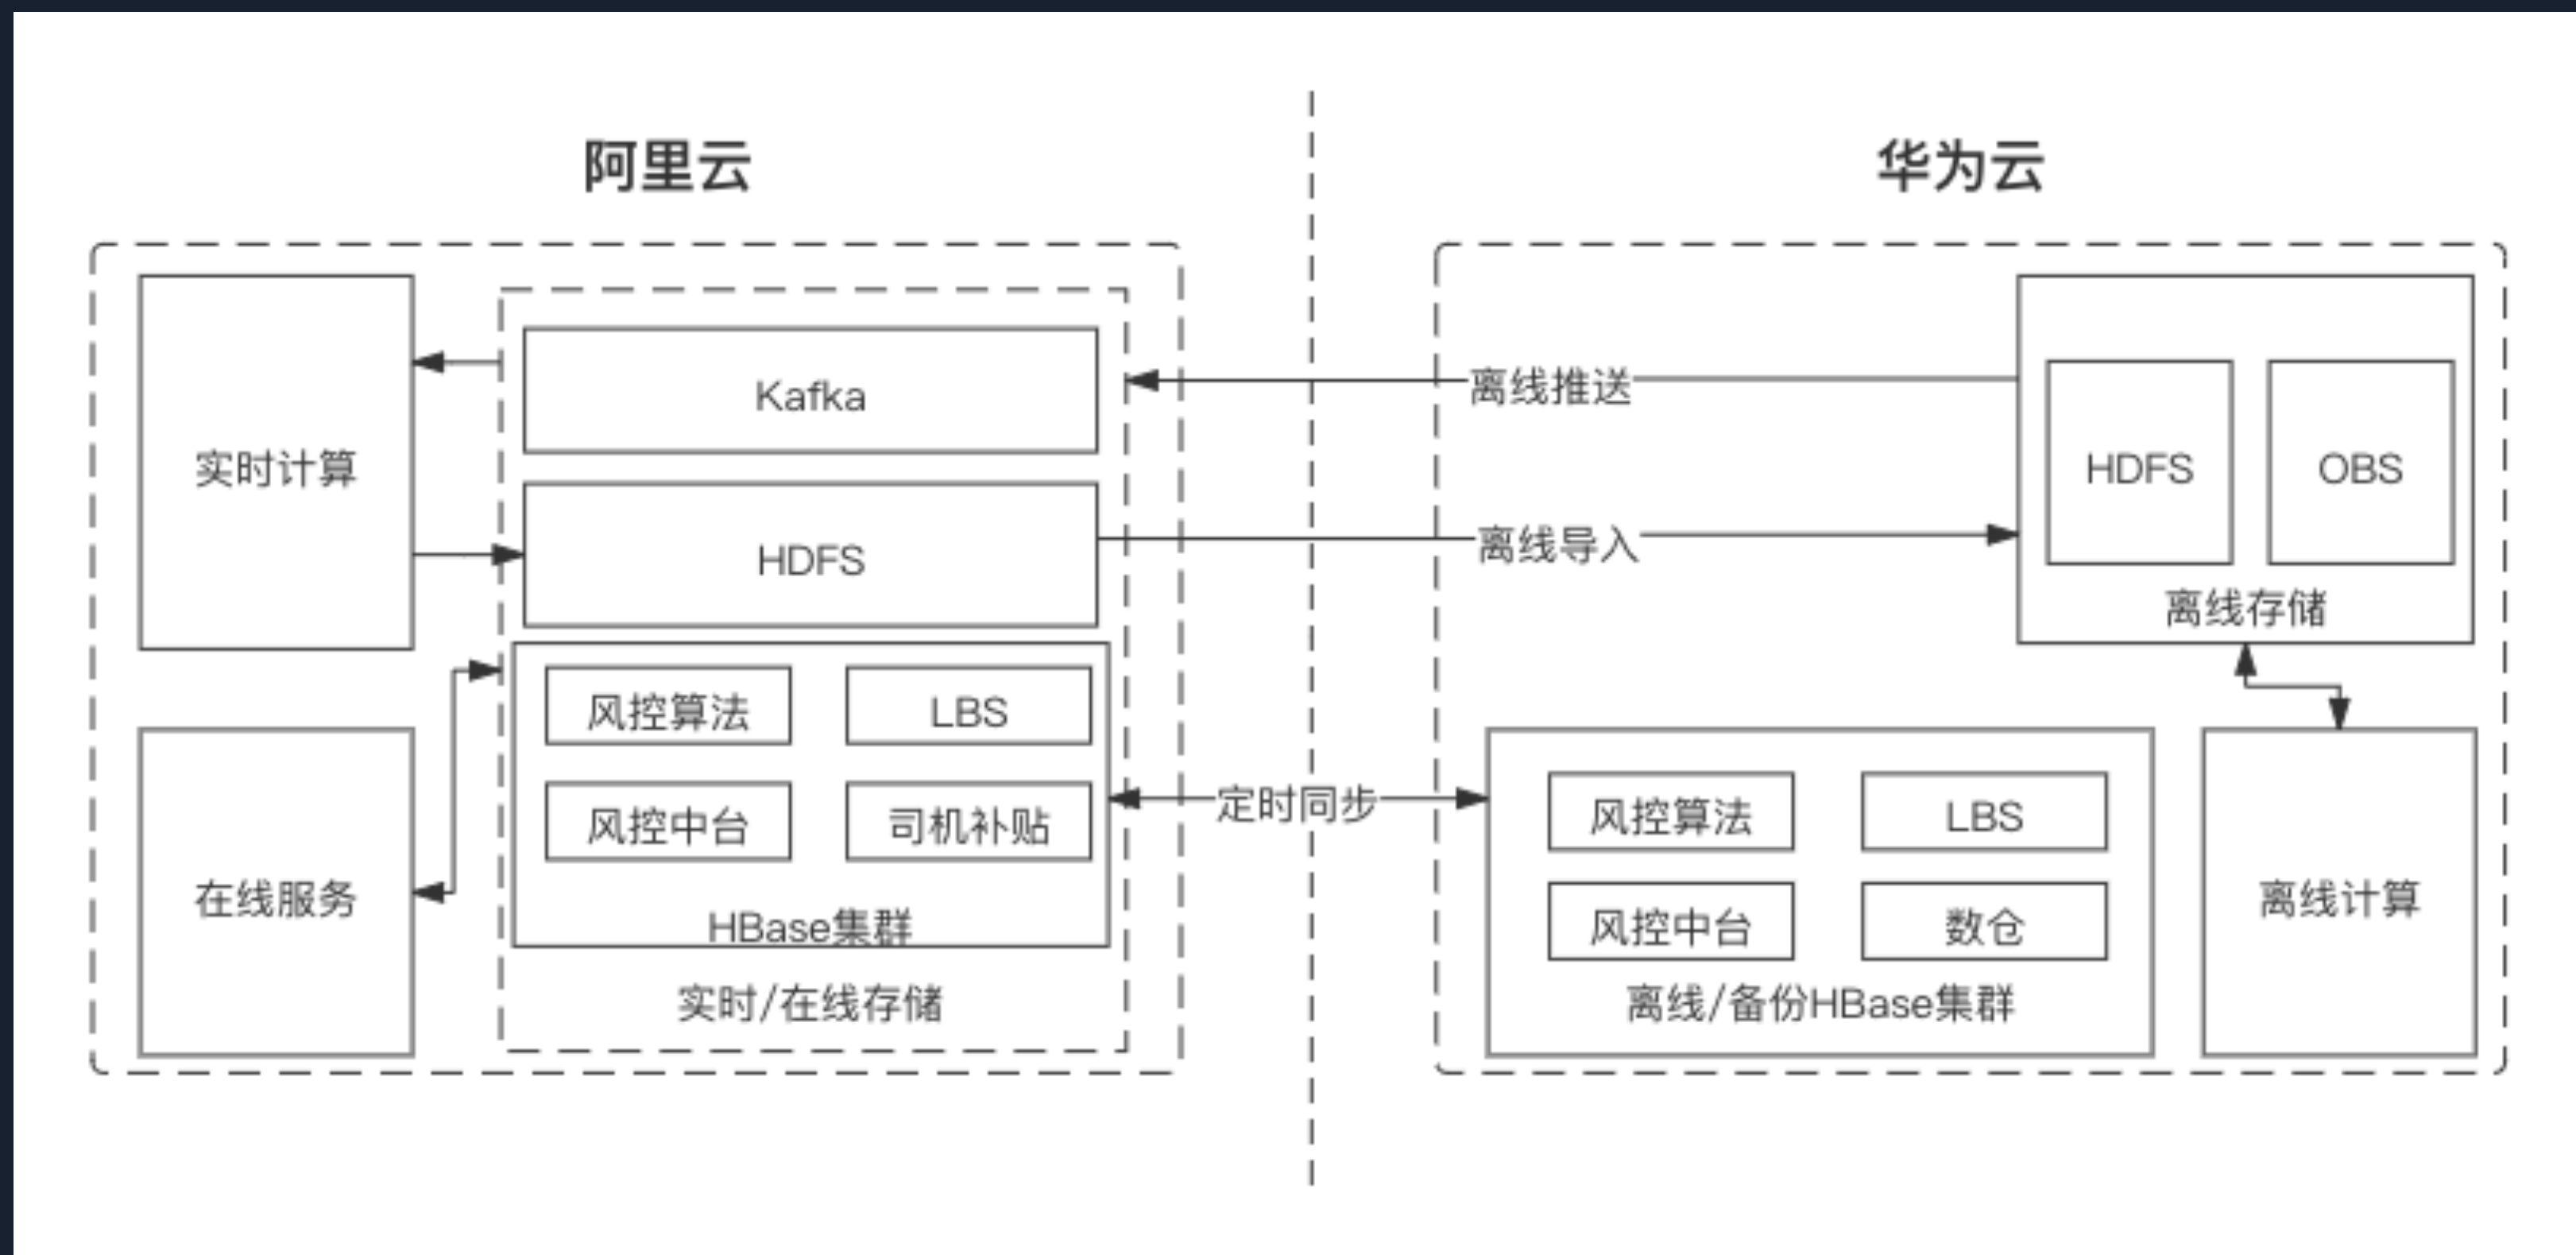 阿里云
华为云
实时计算
Kafka
HDFS
风控算法
LBS
风控中台
司机补贴
HBase集群
实时/在线存储
在线服务
离线推送
离线导入
定时同步
HDFS
OBS
离线存储
风控算法
LBS
风控中台
数仓
离线/备份HBase集群
离线计算